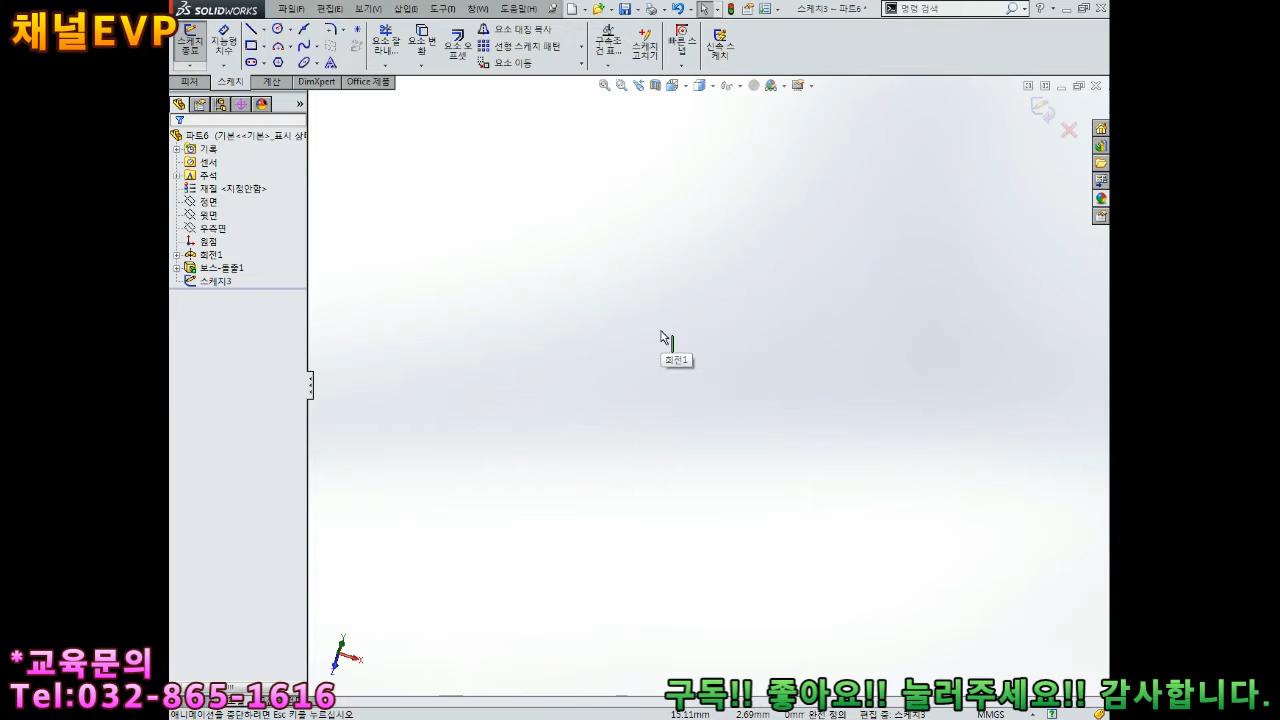 채널EVP
SOLIDWORKS
파일(F) 편집(E) 보기(V) 삽입(I) 도구(T) 창(W) 도움말(H)
스케치3 - 파트6 *
명령 검색
스케치 종료
지능형 치수
요소 잘라내...
요소 변환
요소 오프셋
요소 대칭 복사
선형 스케치 패턴
요소 이동
구속조건 표...
스케치 고치기
빠른 스냅
신속 스케치
피처 스케치 계산 DimXpert Office 제품
파트6 (기본<<기본>_표시 상태
기록
센서
주석
재질 <지정안함>
정면
윗면
우측면
원점
회전1
보스-돌출1
스케치3
회전1
Y
X
Z
*교육문의
Tel:032-865-1616
구독!! 좋아요!! 눌러주세요!! 감사합니다.
애니메이션을 중단하려면 Esc 키를 누르십시오
15.11mm 2.69mm 0mm 완전 정의 편집 중: 스케치3 MMGS